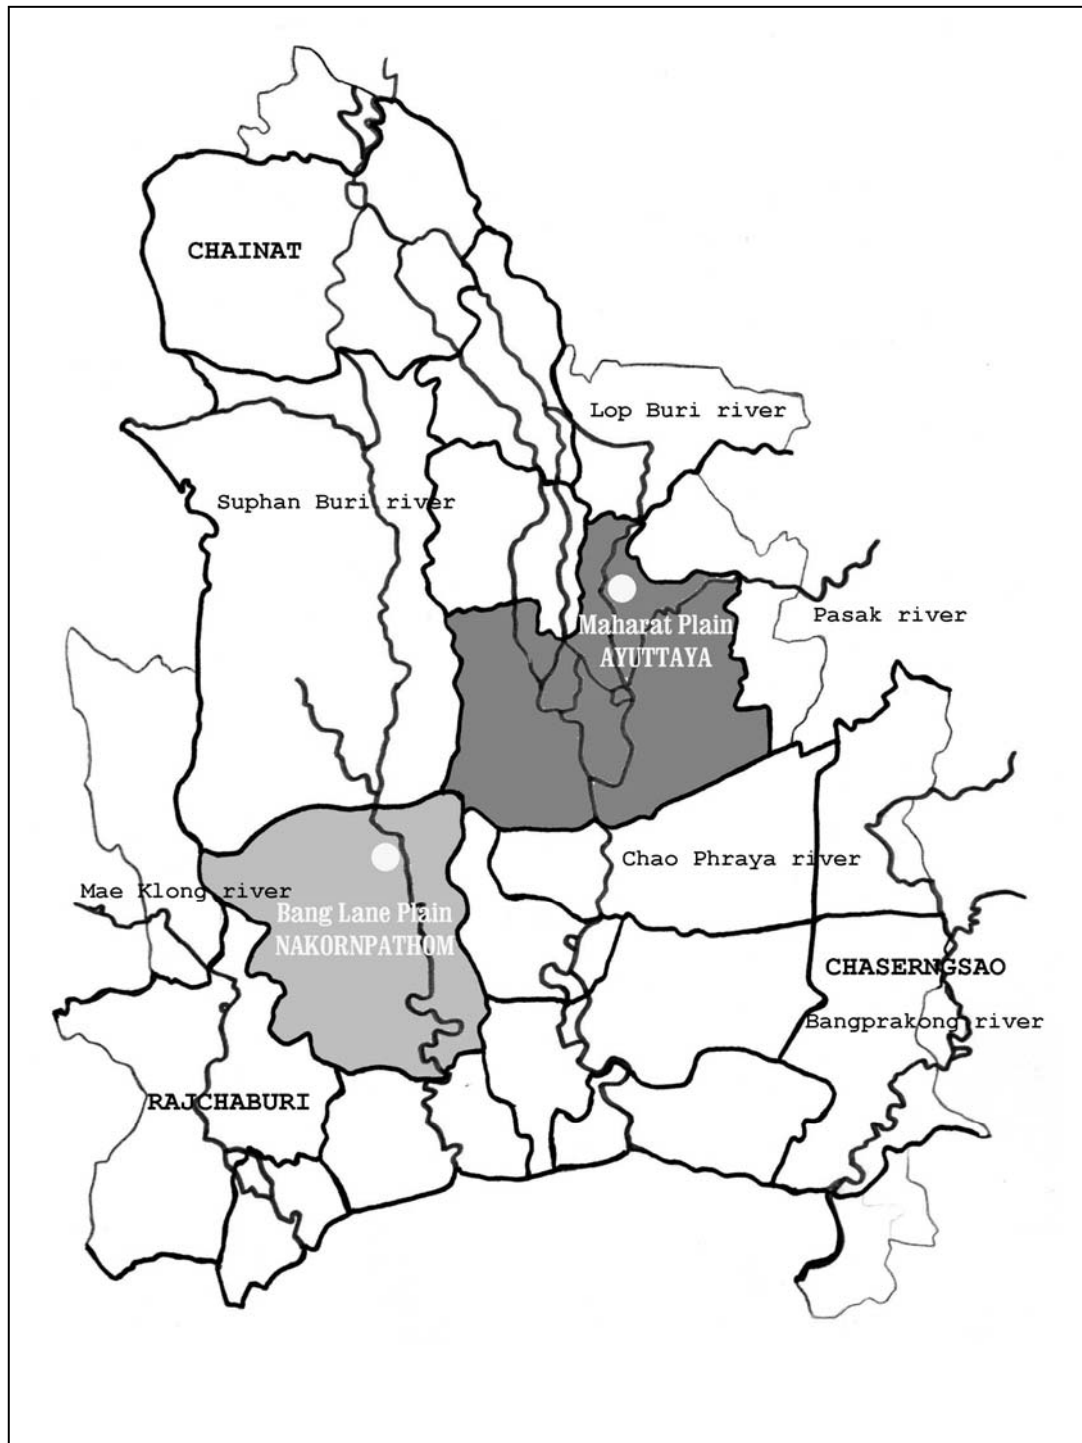 CHAINAT
Lop Buri river
Suphan Buri river
Pasak river
Maharat Plain
AYUTTAYA
Chao Phraya river
Mae Klong river
Bang Lane Plain
NAKORNPATHOM
CHASERNGSAO
Bangprakong river
RAJCHABURI